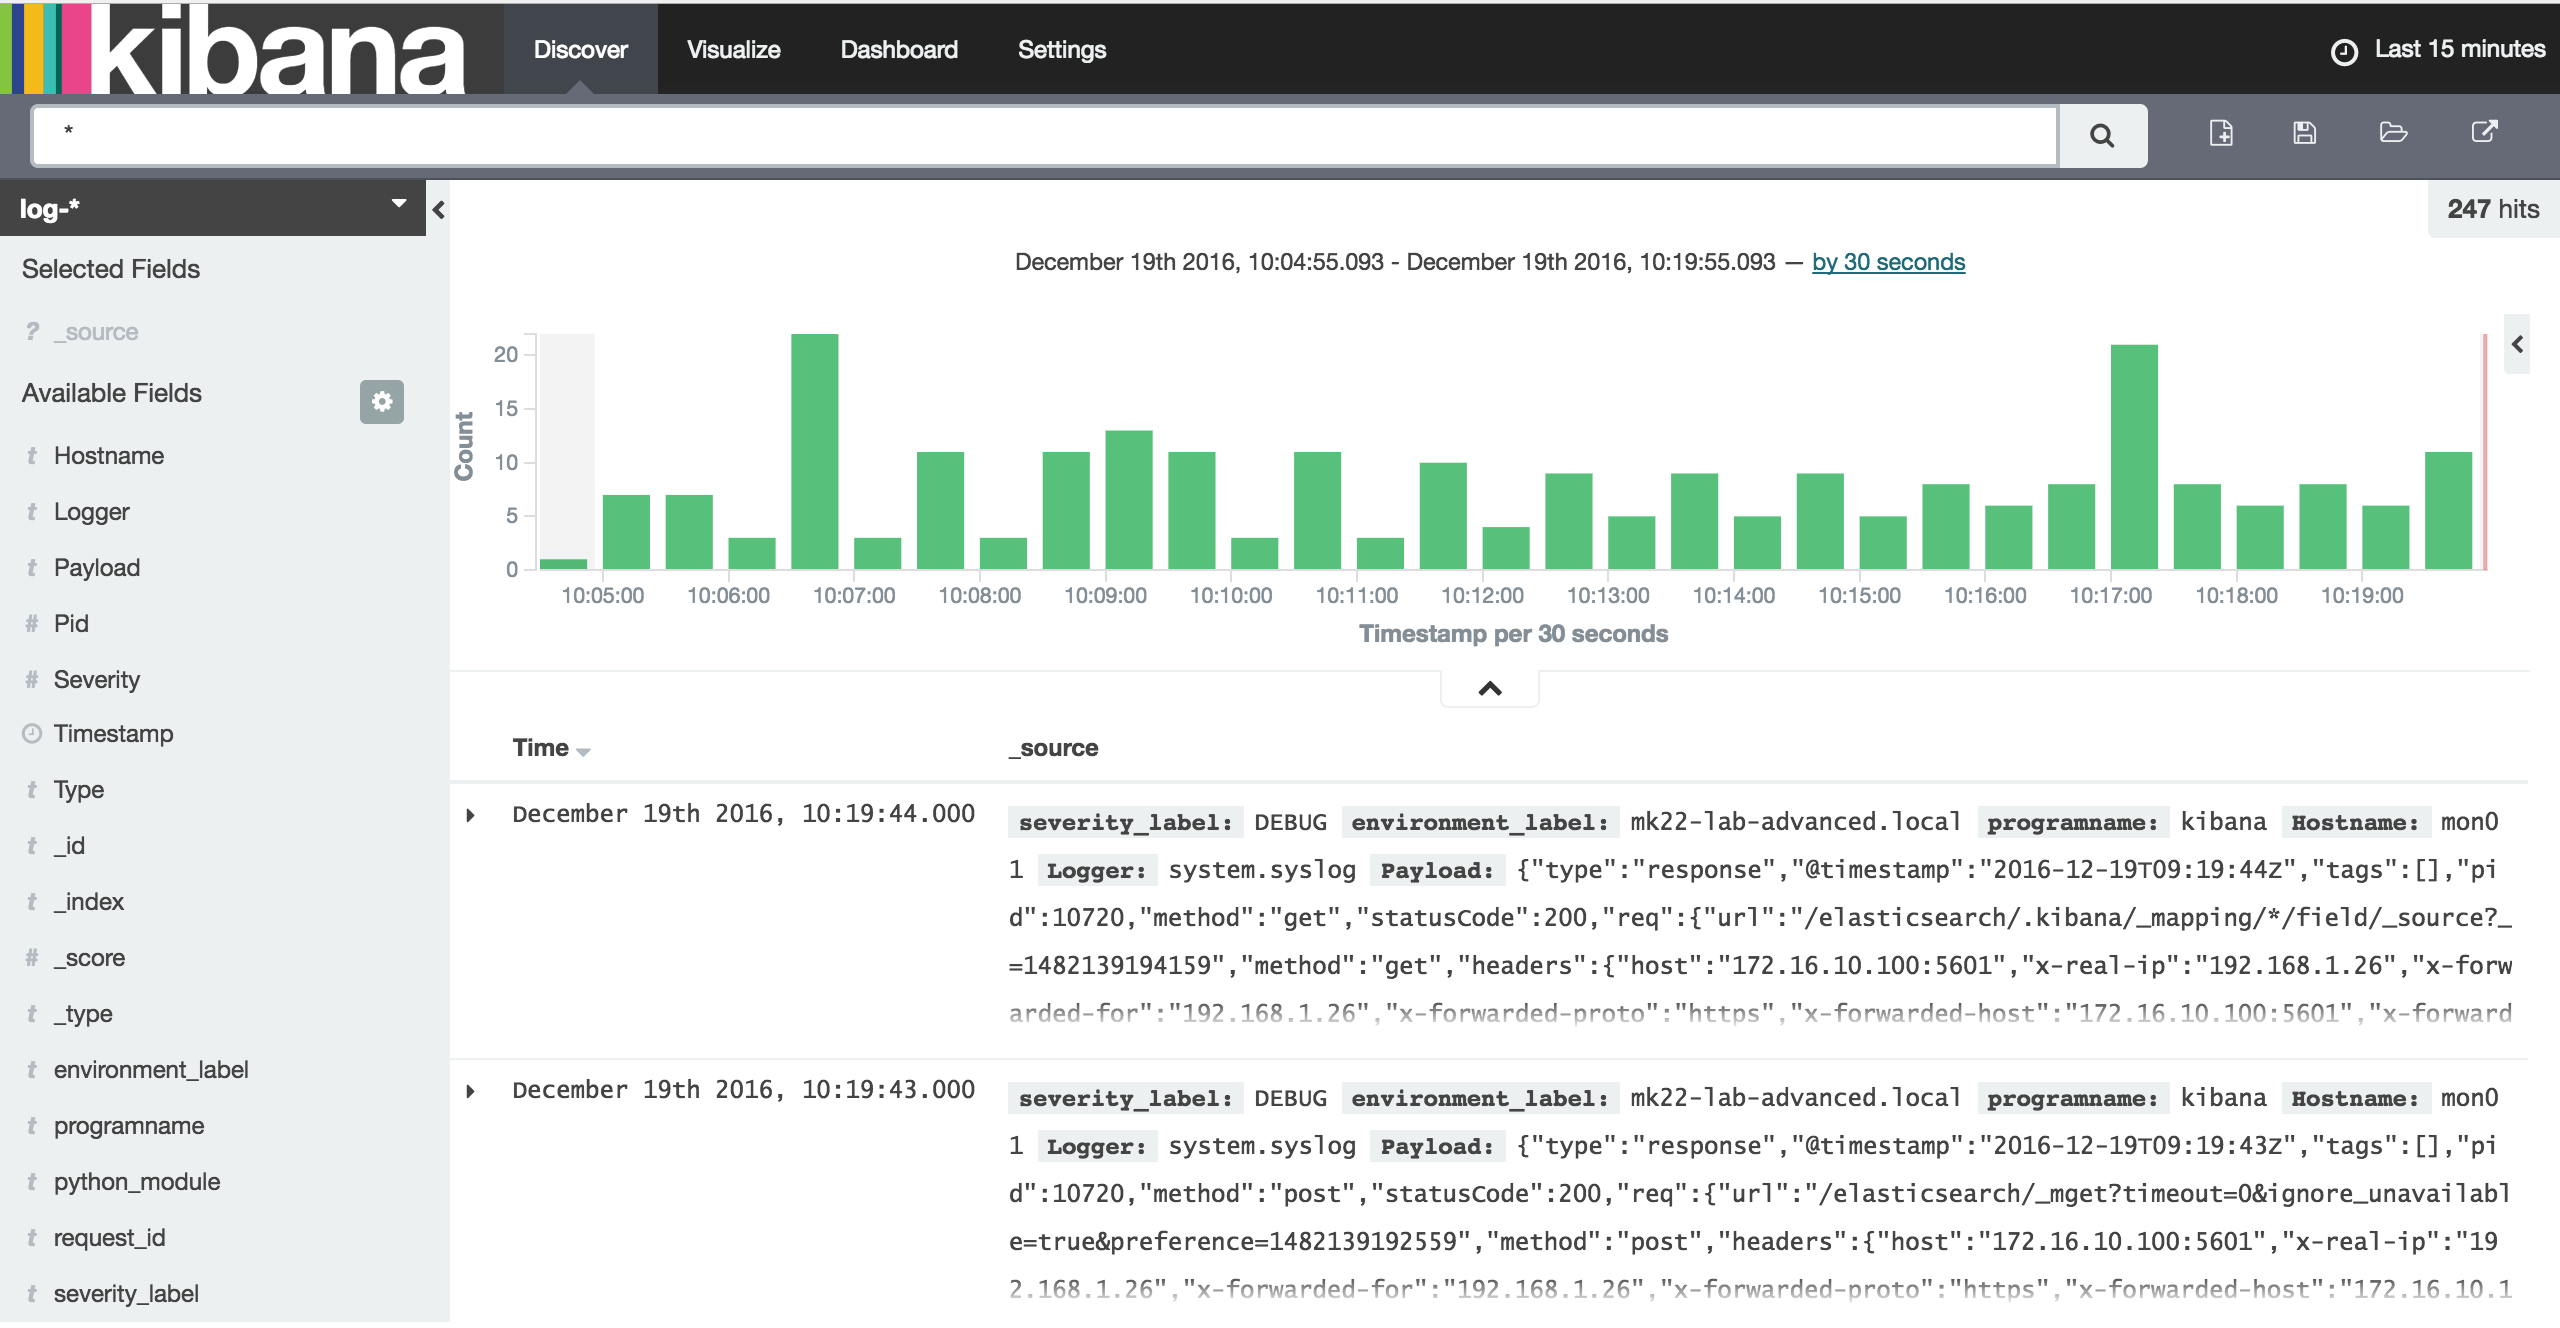 kibana Discover Visualize Dashboard Settings Last 15 minutes
*
log-*
247 hits
Selected Fields
? _source
Available Fields
t Hostname
t Logger
t Payload
# Pid
# Severity
Timestamp
t Type
t _id
t _index
# _score
t _type
t environment_label
t programname
t python_module
t request_id
t severity_label
December 19th 2016, 10:04:55.093 - December 19th 2016, 10:19:55.093 — by 30 seconds
Count
20
15
10
5
0
10:05:00 10:06:00 10:07:00 10:08:00 10:09:00 10:10:00 10:11:00 10:12:00 10:13:00 10:14:00 10:15:00 10:16:00 10:17:00 10:18:00 10:19:00
Timestamp per 30 seconds
Time _source
December 19th 2016, 10:19:44.000 severity_label: DEBUG environment_label: mk22-lab-advanced.local programname: kibana Hostname: mon0
1 Logger: system.syslog Payload: {"type":"response","@timestamp":"2016-12-19T09:19:44Z","tags":[],"pi
d":10720,"method":"get","statusCode":200,"req":{"url":"/elasticsearch/.kibana/_mapping/*/field/_source?_
=1482139194159","method":"get","headers":{"host":"172.16.10.100:5601","x-real-ip":"192.168.1.26","x-forw
arded-for":"192.168.1.26","x-forwarded-proto":"https","x-forwarded-host":"172.16.10.100:5601","x-forward
December 19th 2016, 10:19:43.000 severity_label: DEBUG environment_label: mk22-lab-advanced.local programname: kibana Hostname: mon0
1 Logger: system.syslog Payload: {"type":"response","@timestamp":"2016-12-19T09:19:43Z","tags":[],"pi
d":10720,"method":"post","statusCode":200,"req":{"url":"/elasticsearch/_mget?timeout=0&ignore_unavailabl
e=true&preference=1482139192559","method":"post","headers":{"host":"172.16.10.100:5601","x-real-ip":"19
2.168.1.26","x-forwarded-for":"192.168.1.26","x-forwarded-proto":"https","x-forwarded-host":"172.16.10.1